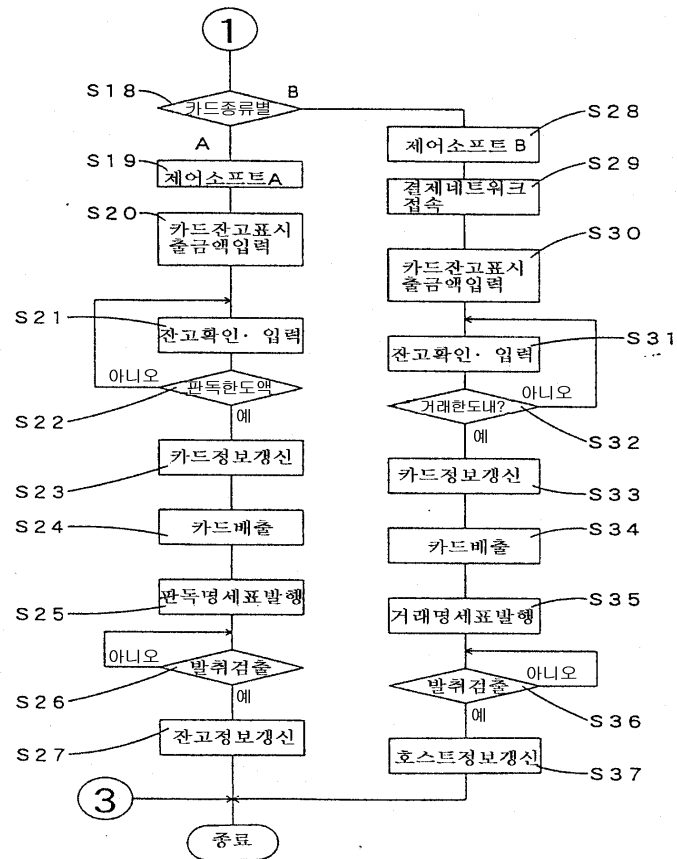 1
S18
카드종류별
B
A
S19
제어소프트A
S20
카드잔고표시
출금액입력
S21
잔고확인· 입력
아니오
판독한도액
S22
예
카드정보갱신
S23
카드배출
S24
판독명세표발행
S25
아니오
발취검출
S26
예
잔고정보갱신
S27
S28
제어소프트 B
S29
결제네트워크
접속
S30
카드잔고표시
출금액입력
S31
잔고확인· 입력
아니오
거래한도내?
S32
예
카드정보갱신
S33
S34
카드배출
S35
거래명세표발행
아니오
발취검출
S36
예
호스트정보갱신
S37
3
종료